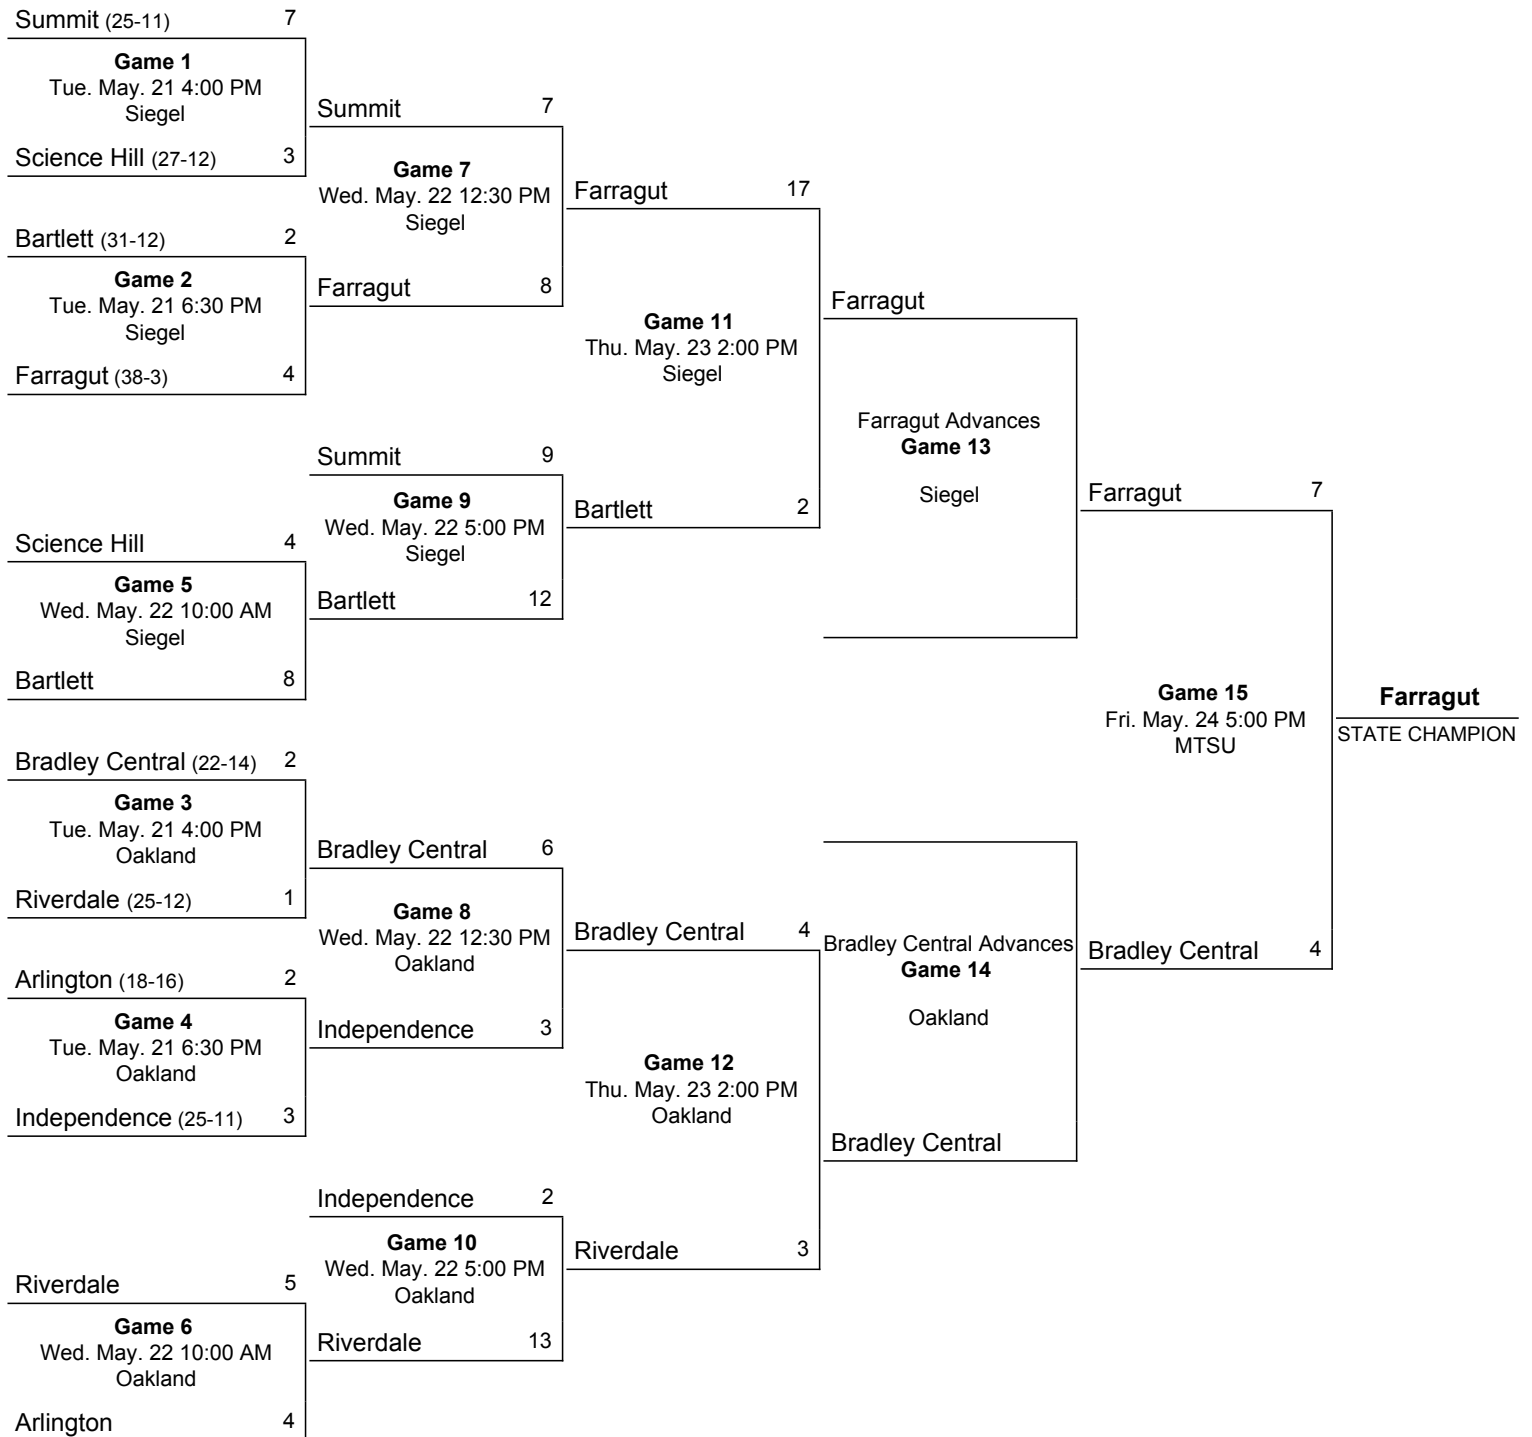 Summit (25-11) 7
Game 1
Tue. May. 21 4:00 PM
Siegel
Science Hill (27-12) 3
Bartlett (31-12) 2
Game 2
Tue. May. 21 6:30 PM
Siegel
Farragut (38-3) 4
Science Hill 4
Game 5
Wed. May. 22 10:00 AM
Siegel
Bartlett 8
Bradley Central (22-14) 2
Game 3
Tue. May. 21 4:00 PM
Oakland
Riverdale (25-12) 1
Arlington (18-16) 2
Game 4
Tue. May. 21 6:30 PM
Oakland
Independence (25-11) 3
Riverdale 5
Game 6
Wed. May. 22 10:00 AM
Oakland
Arlington 4
Summit 7
Game 7
Wed. May. 22 12:30 PM
Siegel
Farragut 8
Summit 9
Game 9
Wed. May. 22 5:00 PM
Siegel
Bartlett 12
Bradley Central 6
Game 8
Wed. May. 22 12:30 PM
Oakland
Independence 3
Independence 2
Game 10
Wed. May. 22 5:00 PM
Oakland
Riverdale 13
Farragut 17
Game 11
Thu. May. 23 2:00 PM
Siegel
Bartlett 2
Bradley Central 4
Game 12
Thu. May. 23 2:00 PM
Oakland
Riverdale 3
Farragut
Farragut Advances
Game 13
Siegel
Bradley Central Advances
Game 14
Oakland
Bradley Central
Farragut 7
Game 15
Fri. May. 24 5:00 PM
MTSU
Bradley Central 4
Farragut
STATE CHAMPION